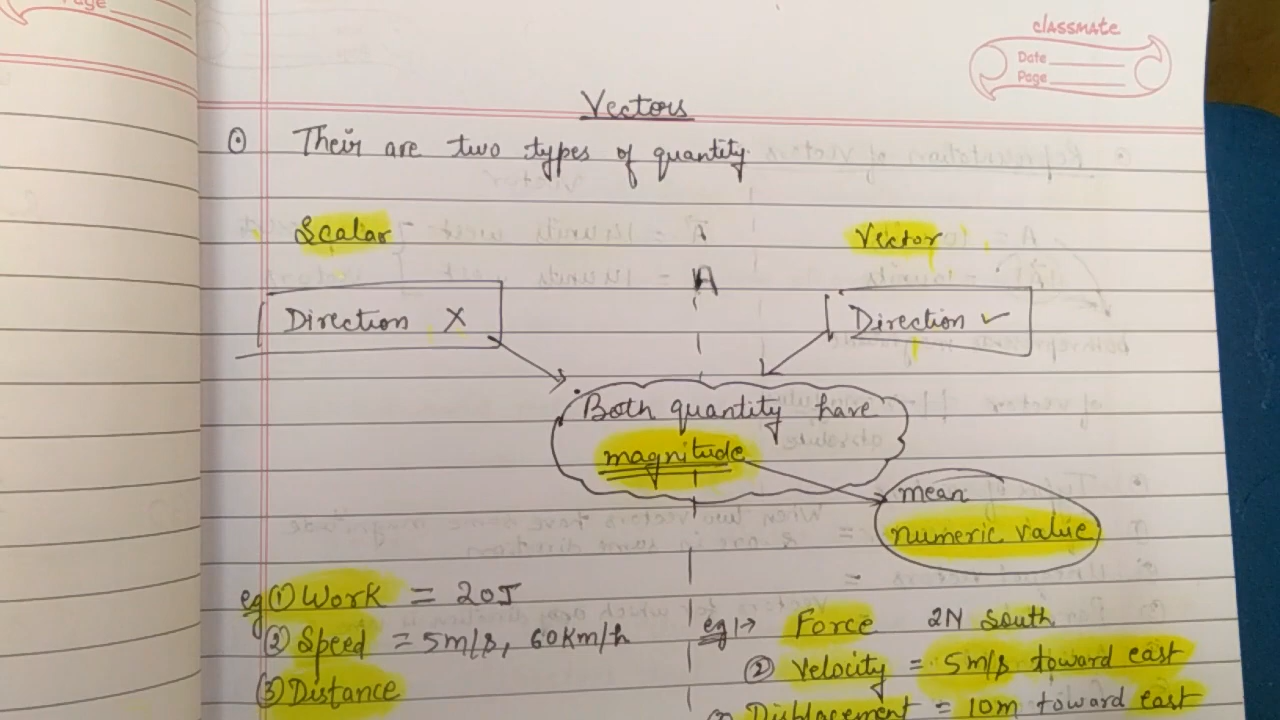 Page
classmate
Date
Page
Vectors
Their are two types of quantity.
Scalar
Vector
A
Direction X
Direction ✓
Both quantity have
magnitude
mean
numeric value
eg ① Work = 20J
② Speed = 5m/s, 60Km/h
③ Distance
eg 1→ Force 2N South
② Velocity = 5m/s toward east
Displacement = 10m toward east